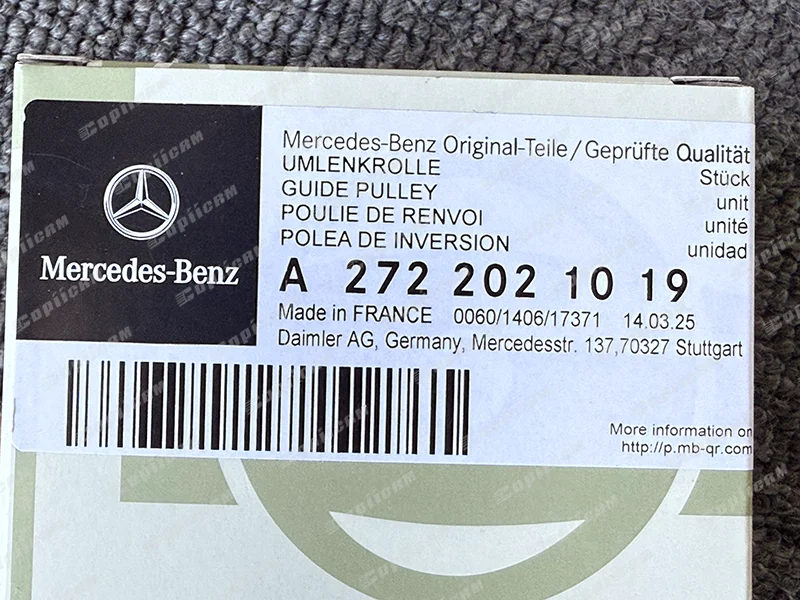 Mercedes-Benz
Mercedes-Benz Original-Teile/Geprüfte Qualität
UMLENKROLLE Stück
GUIDE PULLEY unit
POULIE DE RENVOI unité
POLEA DE INVERSION unidad
A 272 202 10 19
Made in FRANCE 0060/1406/17371 14.03.25
Daimler AG, Germany, Mercedesstr. 137,70327 Stuttgart
More information on
http://p.mb-qr.com
Copiicam